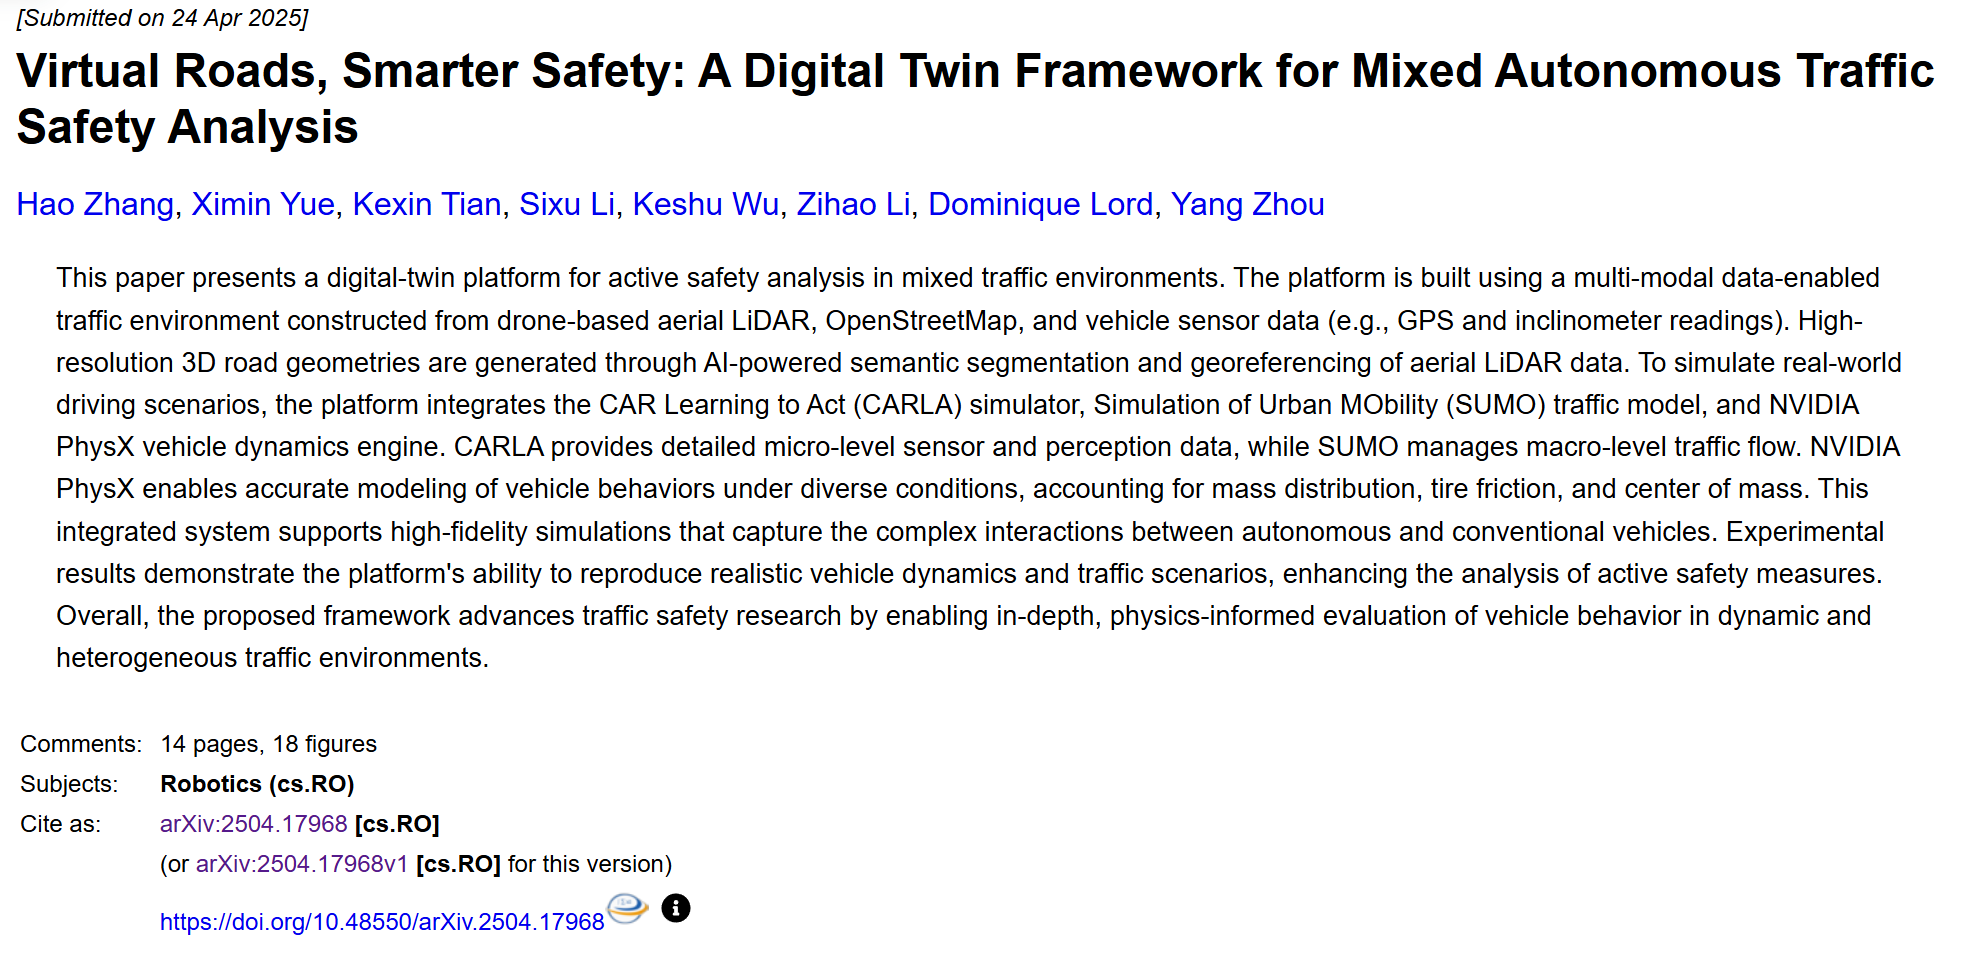 [Submitted on 24 Apr 2025]
Virtual Roads, Smarter Safety: A Digital Twin Framework for Mixed Autonomous Traffic
Safety Analysis
Hao Zhang, Ximin Yue, Kexin Tian, Sixu Li, Keshu Wu, Zihao Li, Dominique Lord, Yang Zhou
This paper presents a digital-twin platform for active safety analysis in mixed traffic environments. The platform is built using a multi-modal data-enabled
traffic environment constructed from drone-based aerial LiDAR, OpenStreetMap, and vehicle sensor data (e.g., GPS and inclinometer readings). High-
resolution 3D road geometries are generated through AI-powered semantic segmentation and georeferencing of aerial LiDAR data. To simulate real-world
driving scenarios, the platform integrates the CAR Learning to Act (CARLA) simulator, Simulation of Urban MObility (SUMO) traffic model, and NVIDIA
PhysX vehicle dynamics engine. CARLA provides detailed micro-level sensor and perception data, while SUMO manages macro-level traffic flow. NVIDIA
PhysX enables accurate modeling of vehicle behaviors under diverse conditions, accounting for mass distribution, tire friction, and center of mass. This
integrated system supports high-fidelity simulations that capture the complex interactions between autonomous and conventional vehicles. Experimental
results demonstrate the platform's ability to reproduce realistic vehicle dynamics and traffic scenarios, enhancing the analysis of active safety measures.
Overall, the proposed framework advances traffic safety research by enabling in-depth, physics-informed evaluation of vehicle behavior in dynamic and
heterogeneous traffic environments.
Comments: 14 pages, 18 figures
Subjects: Robotics (cs.RO)
Cite as: arXiv:2504.17968 [cs.RO]
(or arXiv:2504.17968v1 [cs.RO] for this version)
https://doi.org/10.48550/arXiv.2504.17968